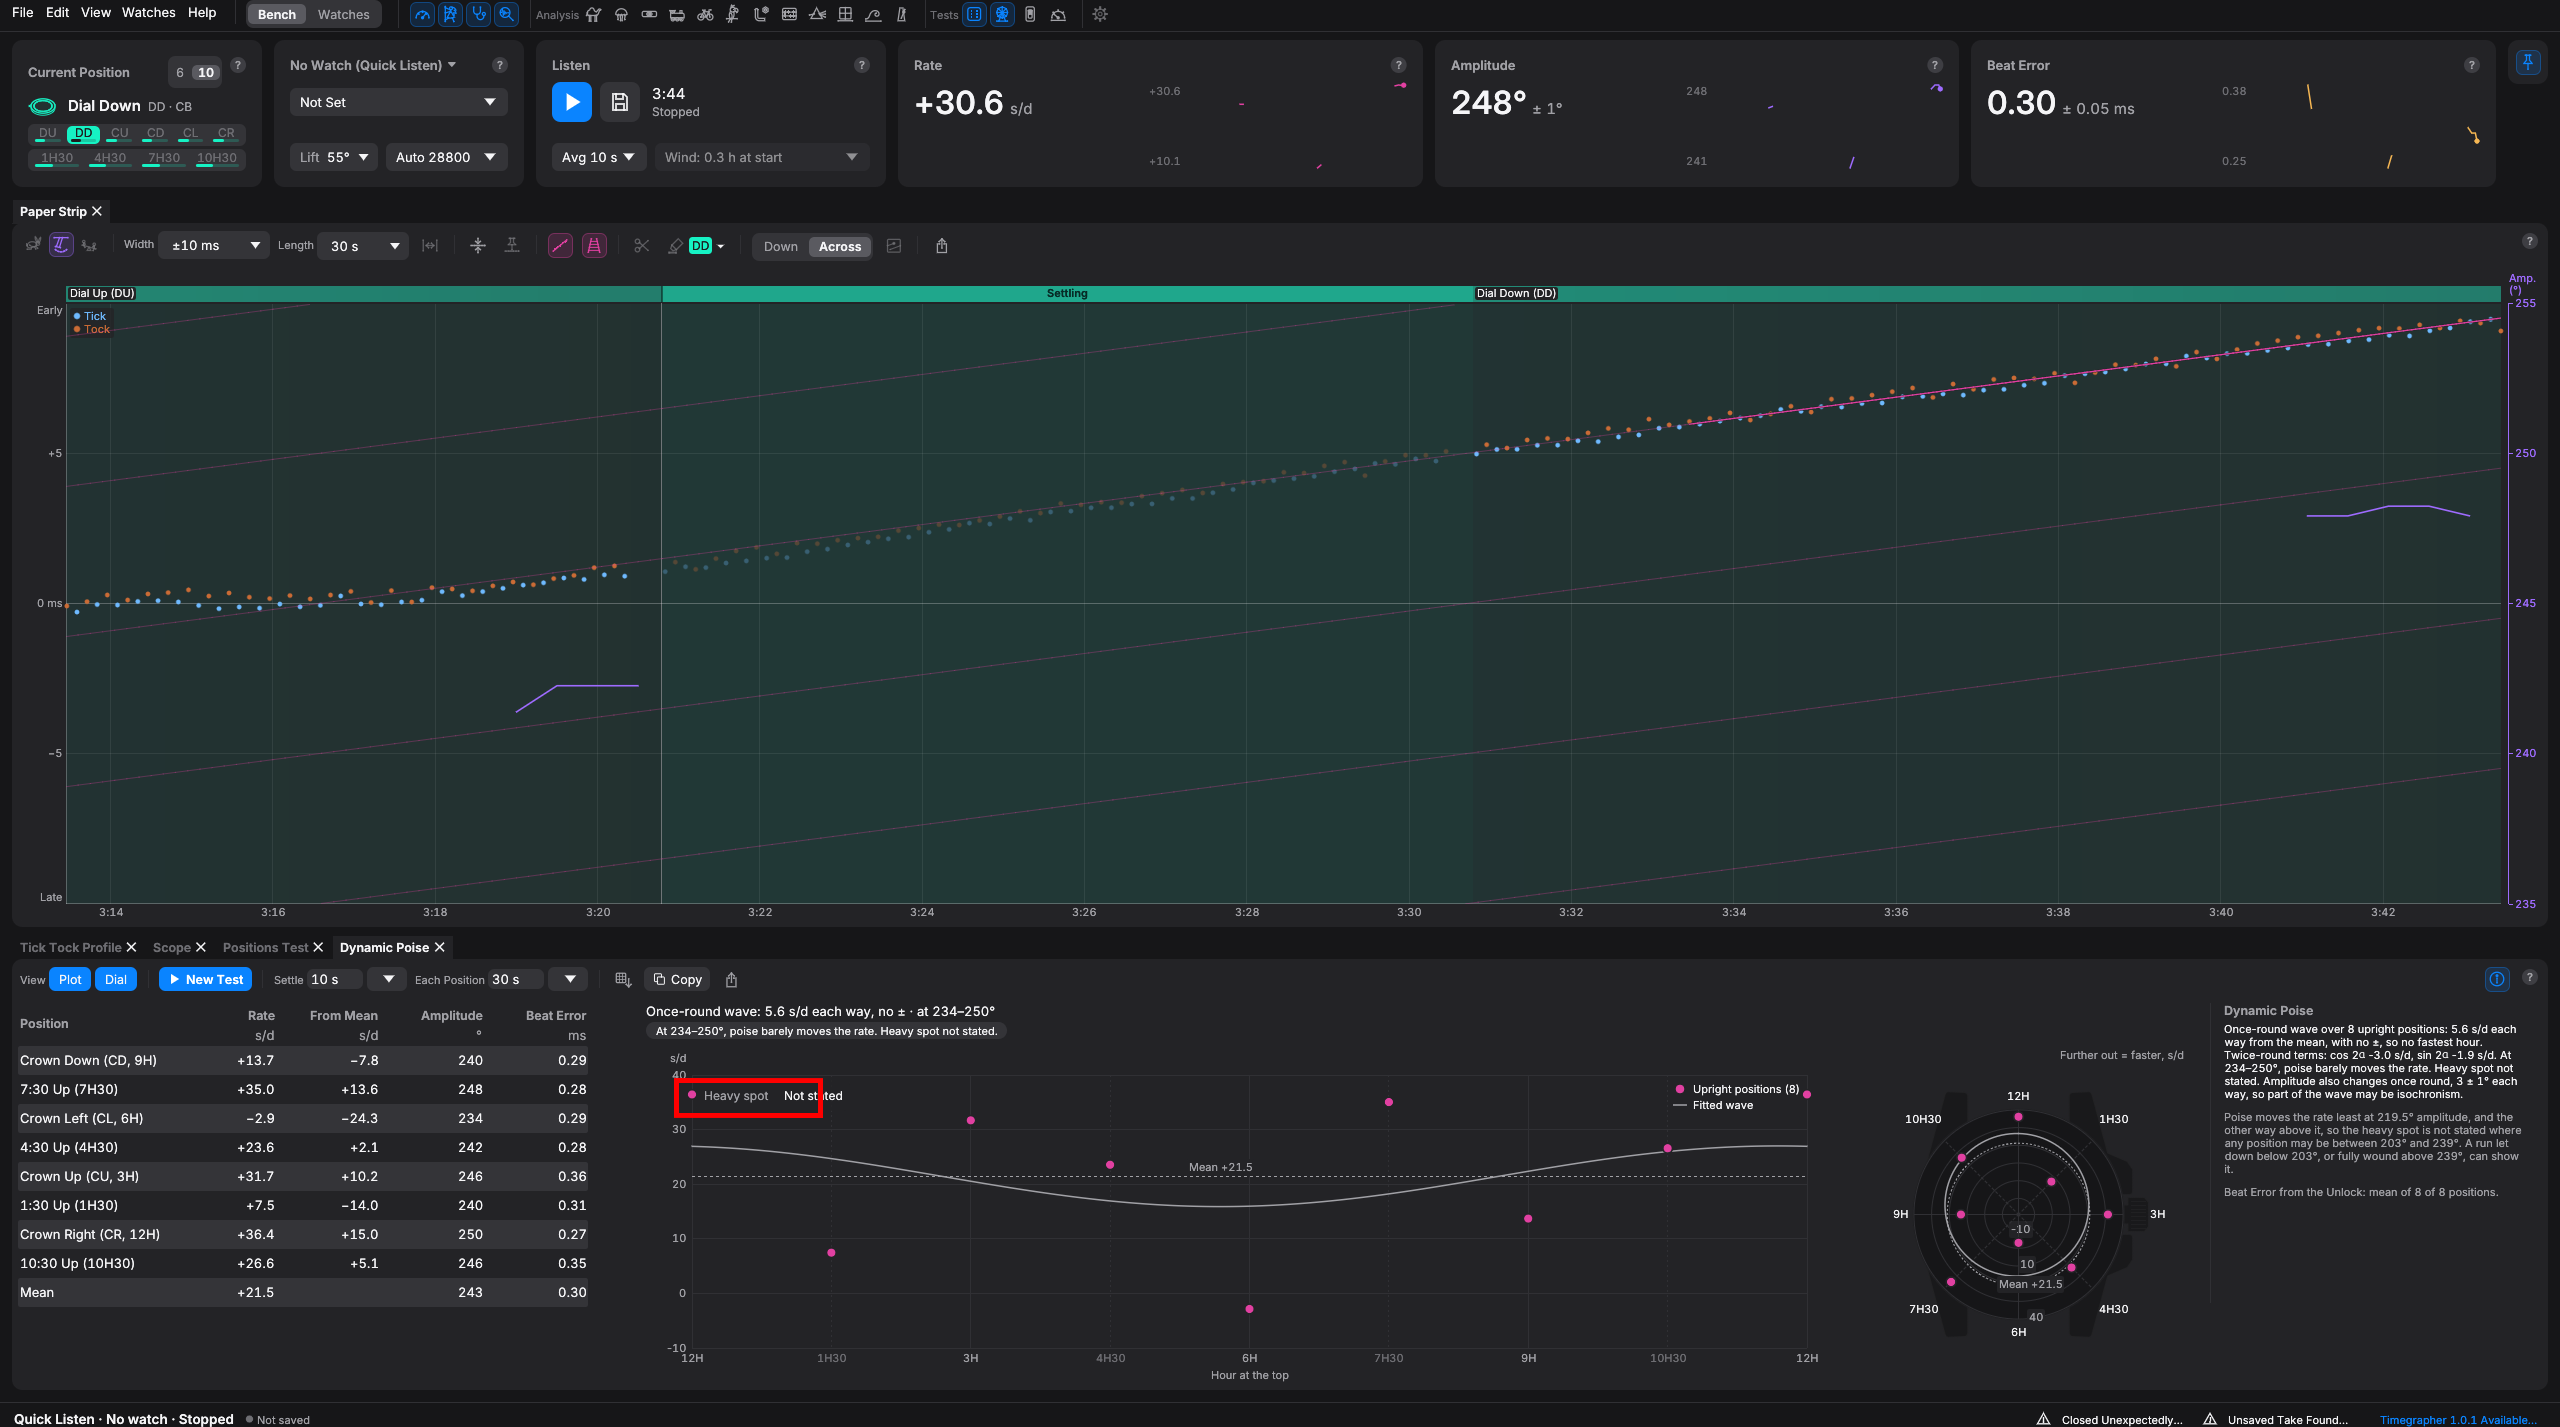 File Edit View Watches Help Bench Watches Analysis Tests
Current Position 6 10 ?
Dial Down DD · CB
DU DD CU CD CL CR
1H30 4H30 7H30 10H30
No Watch (Quick Listen) ?
Not Set
Lift 55° Auto 28800
Listen ?
3:44
Stopped
Avg 10 s Wind: 0.3 h at start
Rate ?
+30.6 s/d
+30.6
+10.1
Amplitude ?
248° ± 1°
248
241
Beat Error ?
0.30 ± 0.05 ms
0.38
0.25
Paper Strip
Width ±10 ms Length 30 s DD Down Across ?
Dial Up (DU) Settling Dial Down (DD)
Amp. (°)
Early
Tick
Tock
+5
0 ms
−5
Late
255
250
245
240
235
3:14 3:16 3:18 3:20 3:22 3:24 3:26 3:28 3:30 3:32 3:34 3:36 3:38 3:40 3:42
Tick Tock Profile Scope Positions Test Dynamic Poise
View Plot Dial New Test Settle 10 s Each Position 30 s Copy ?
Position Rate s/d From Mean s/d Amplitude ° Beat Error ms
Crown Down (CD, 9H) +13.7 −7.8 240 0.29
7:30 Up (7H30) +35.0 +13.6 248 0.28
Crown Left (CL, 6H) −2.9 −24.3 234 0.29
4:30 Up (4H30) +23.6 +2.1 242 0.28
Crown Up (CU, 3H) +31.7 +10.2 246 0.36
1:30 Up (1H30) +7.5 −14.0 240 0.31
Crown Right (CR, 12H) +36.4 +15.0 250 0.27
10:30 Up (10H30) +26.6 +5.1 246 0.35
Mean +21.5 243 0.30
Once-round wave: 5.6 s/d each way, no ± · at 234–250°
At 234–250°, poise barely moves the rate. Heavy spot not stated.
s/d
40
30
20
10
0
-10
Heavy spot Not stated
Upright positions (8)
Fitted wave
Mean +21.5
12H 1H30 3H 4H30 6H 7H30 9H 10H30 12H
Hour at the top
Further out = faster, s/d
12H
10H30 1H30
9H 3H
-10
10
Mean +21.5
7H30 4H30
40
6H
Dynamic Poise
Once-round wave over 8 upright positions: 5.6 s/d each
way from the mean, with no ±, so no fastest hour.
Twice-round terms: cos 2α -3.0 s/d, sin 2α -1.9 s/d. At
234–250°, poise barely moves the rate. Heavy spot not
stated. Amplitude also changes once round, 3 ± 1° each
way, so part of the wave may be isochronism.
Poise moves the rate least at 219.5° amplitude, and the
other way above it, so the heavy spot is not stated where
any position may be between 203° and 239°. A run let
down below 203°, or fully wound above 239°, can show
it.
Beat Error from the Unlock: mean of 8 of 8 positions.
Quick Listen · No watch · Stopped Not saved
Closed Unexpectedly... Unsaved Take Found... Timegrapher 1.0.1 Available...